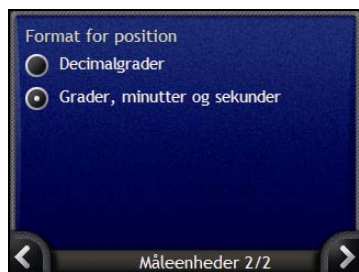 Format for position
Decimalgrader
Grader, minutter og sekunder
Måleenheder 2/2